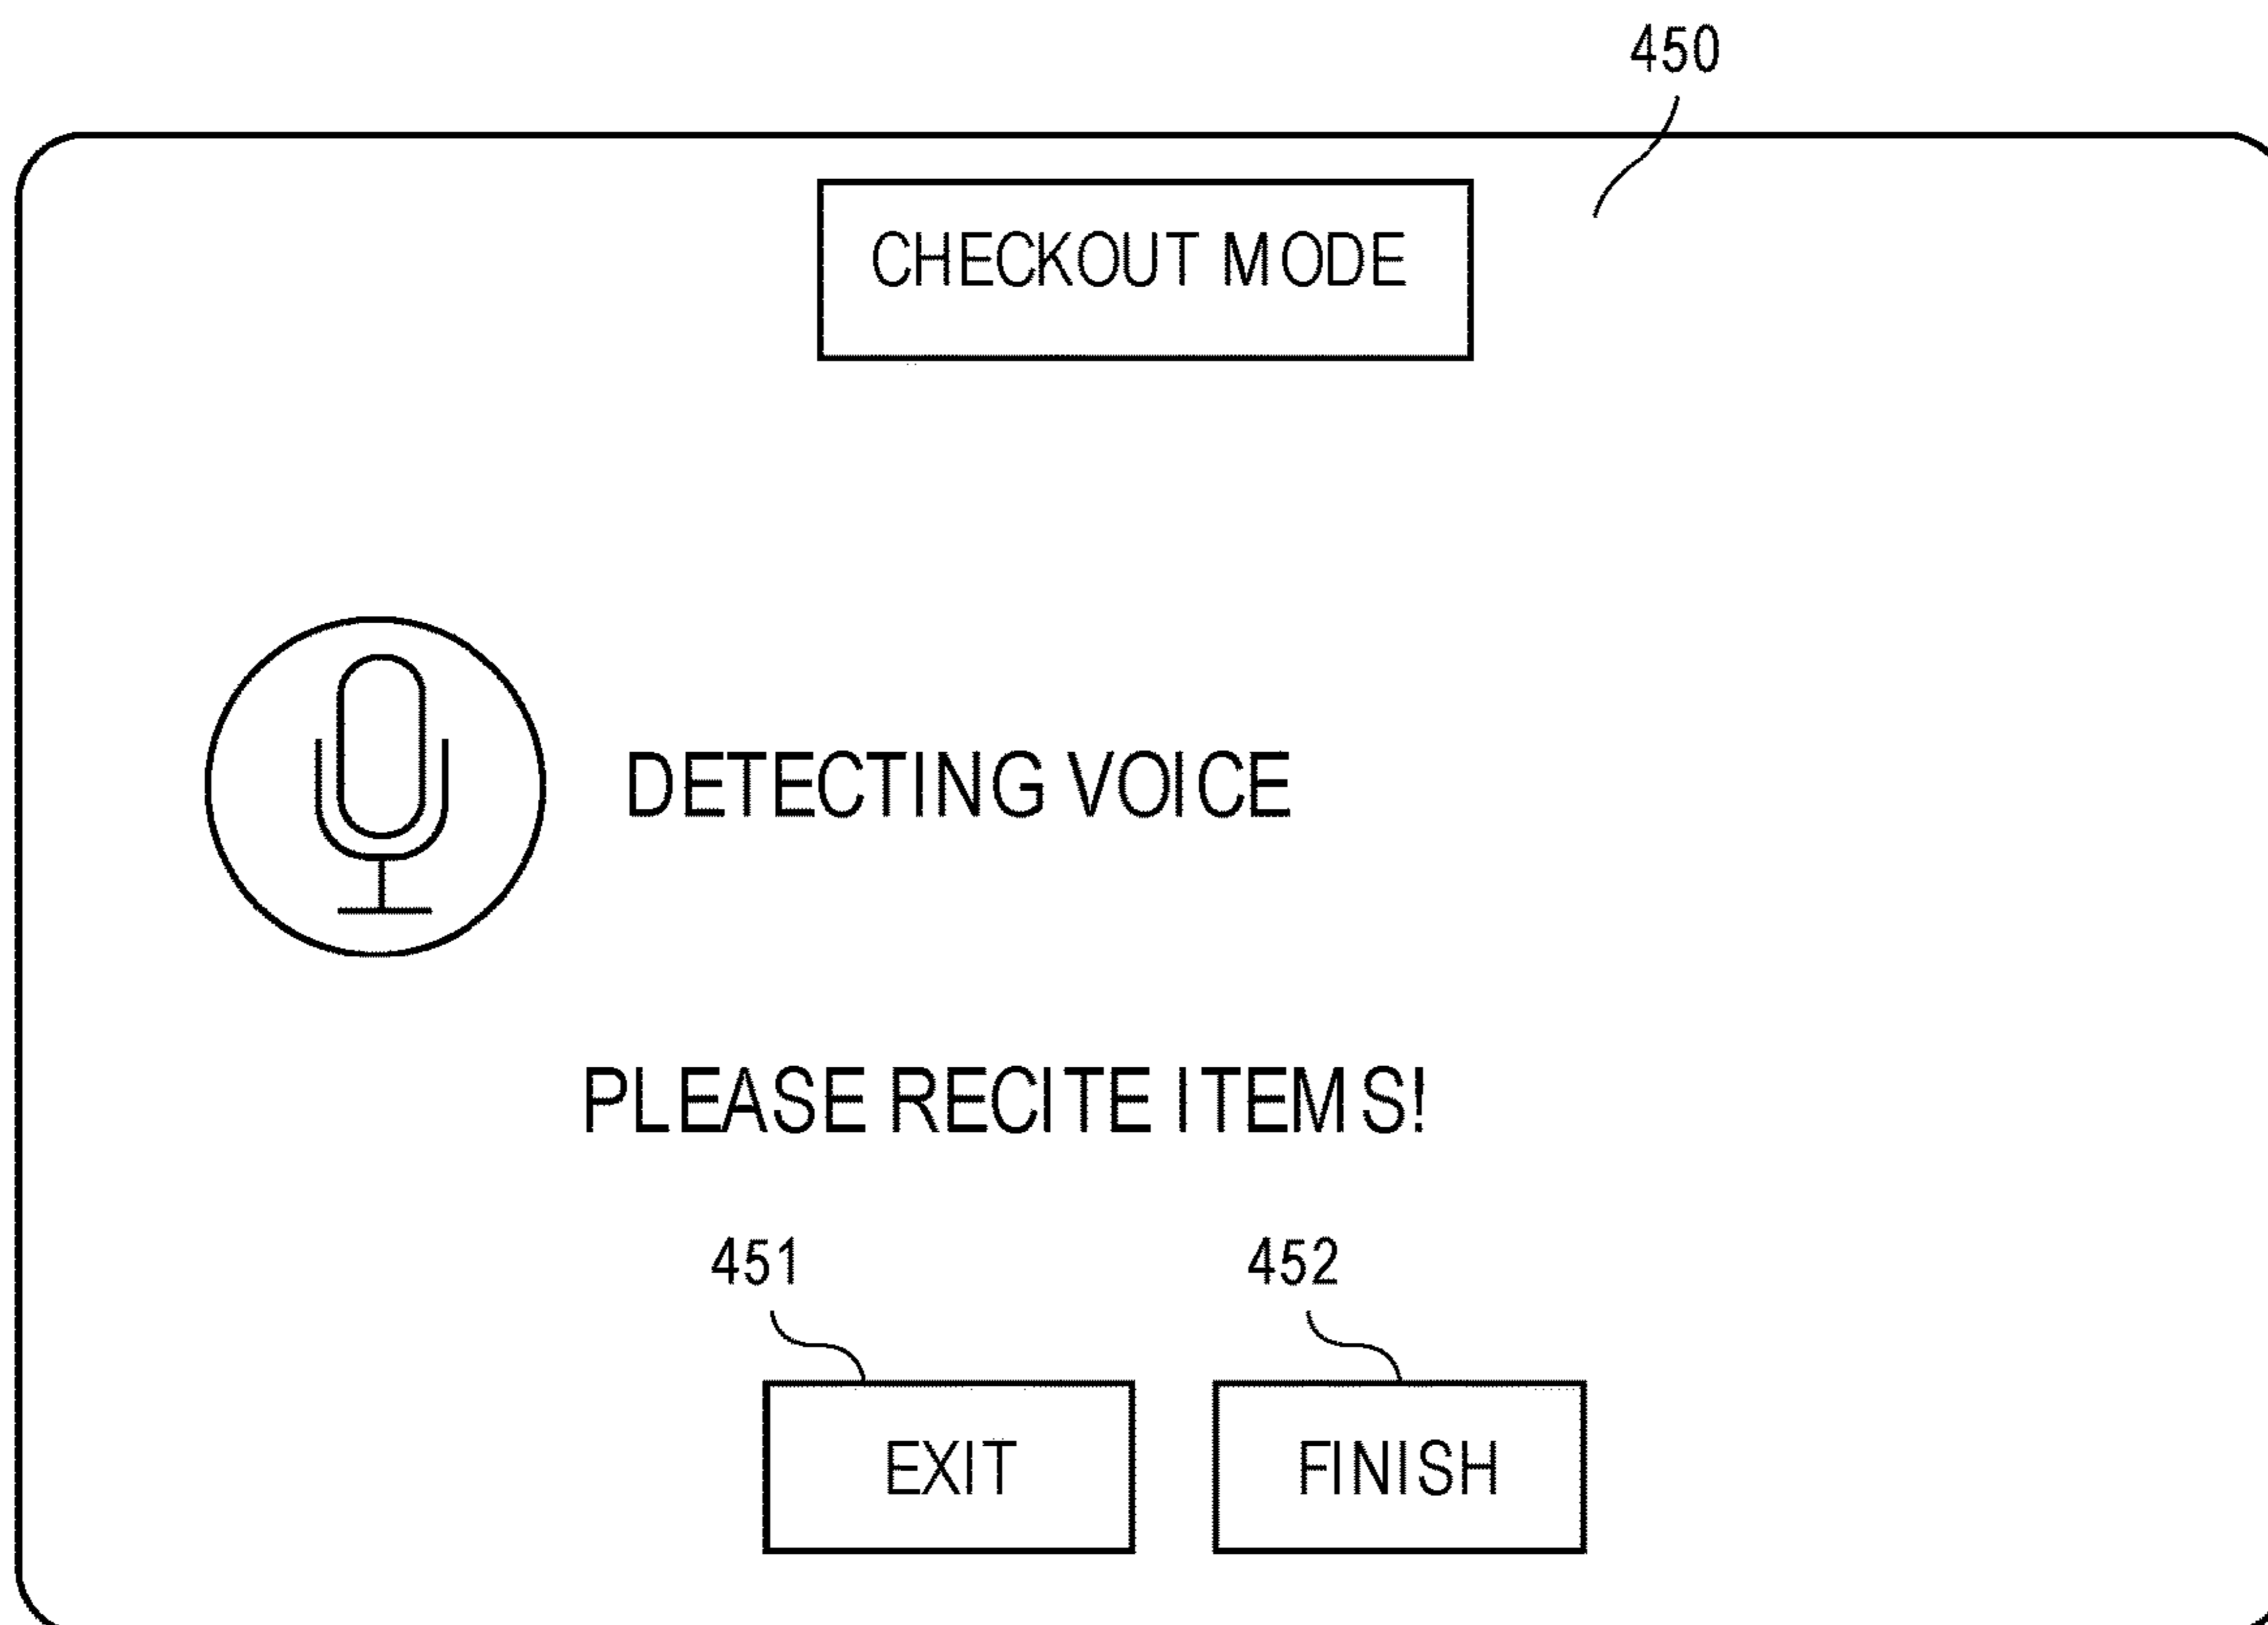 450
CHECKOUT MODE
DETECTING VOICE
PLEASE RECITE ITEMS!
451 452
EXIT FINISH